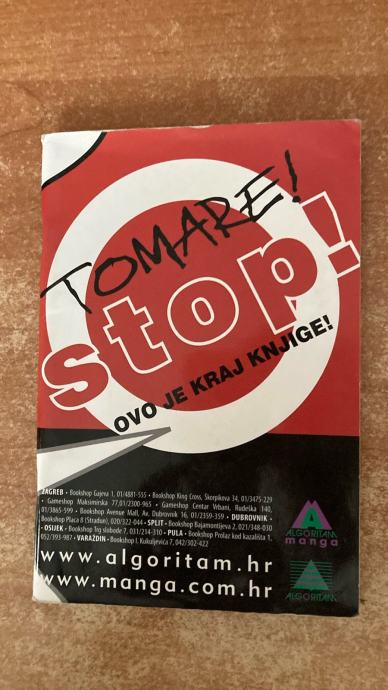 TOMARE!
stop!
OVO JE KRAJ KNJIGE!
ZAGREB • Bookshop Gajeva 1, 01/4881-555 • Bookshop King Cross, Škorpikova 34, 01/3475-229
• Gameshop Maksimirska 77,01/2300-965 • Gameshop Centar Vrbani, Rudeška 140,
01/3865-599 • Bookshop Avenue Mall, Av. Dubrovnik 16, 01/2359-359 • DUBROVNIK •
Bookshop Placa 8 (Stradun), 020/322-044 • SPLIT • Bookshop Bajamontijeva 2, 021/348-030
• OSIJEK • Bookshop Trg slobode 7, 031/214-310 • PULA • Bookshop Prolaz kod kazališta 1,
052/393-987 • VARAŽDIN • Bookshop I. Kukuljevića 7, 042/302-422
www.algoritam.hr
www.manga.com.hr
ALGORITAM
manga
ALGORITAM